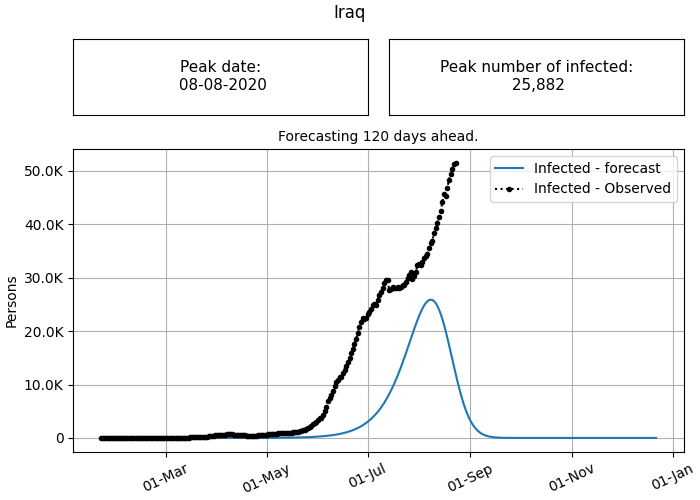 Iraq
Peak date:
08-08-2020
Peak number of infected:
25,882
Forecasting 120 days ahead.
Infected - forecast
Infected - Observed
Persons
50.0K
40.0K
30.0K
20.0K
10.0K
0
01-Mar
01-May
01-Jul
01-Sep
01-Nov
01-Jan